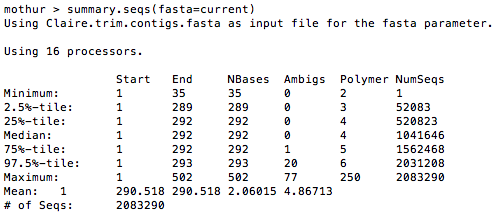 mothur > summary.seqs(fasta=current)
Using Claire.trim.contigs.fasta as input file for the fasta parameter.
Using 16 processors.
Start End NBases Ambigs Polymer NumSeqs
Minimum: 1 35 35 0 2 1
2.5%-tile: 1 289 289 0 3 52083
25%-tile: 1 292 292 0 4 520823
Median: 1 292 292 0 4 1041646
75%-tile: 1 292 292 1 5 1562468
97.5%-tile: 1 293 293 20 6 2031208
Maximum: 1 502 502 77 250 2083290
Mean: 1 290.518 290.518 2.06015 4.86713
# of Seqs: 2083290